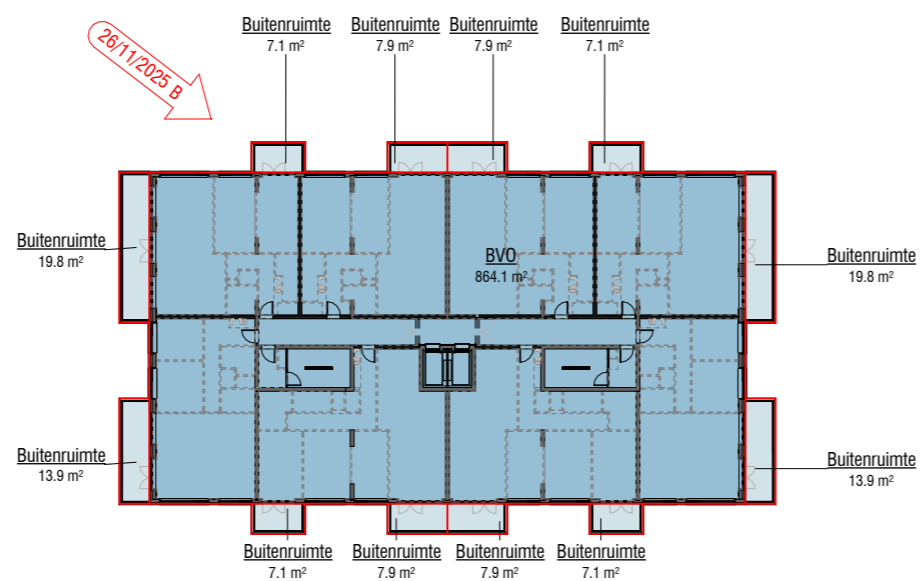 Buitenruimte
7.1 m²
Buitenruimte
7.9 m²
Buitenruimte
7.9 m²
Buitenruimte
7.1 m²
26/11/2025 B
Buitenruimte
19.8 m²
BVO
864.1 m²
Buitenruimte
19.8 m²
Buitenruimte
13.9 m²
Buitenruimte
13.9 m²
Buitenruimte
7.1 m²
Buitenruimte
7.9 m²
Buitenruimte
7.9 m²
Buitenruimte
7.1 m²